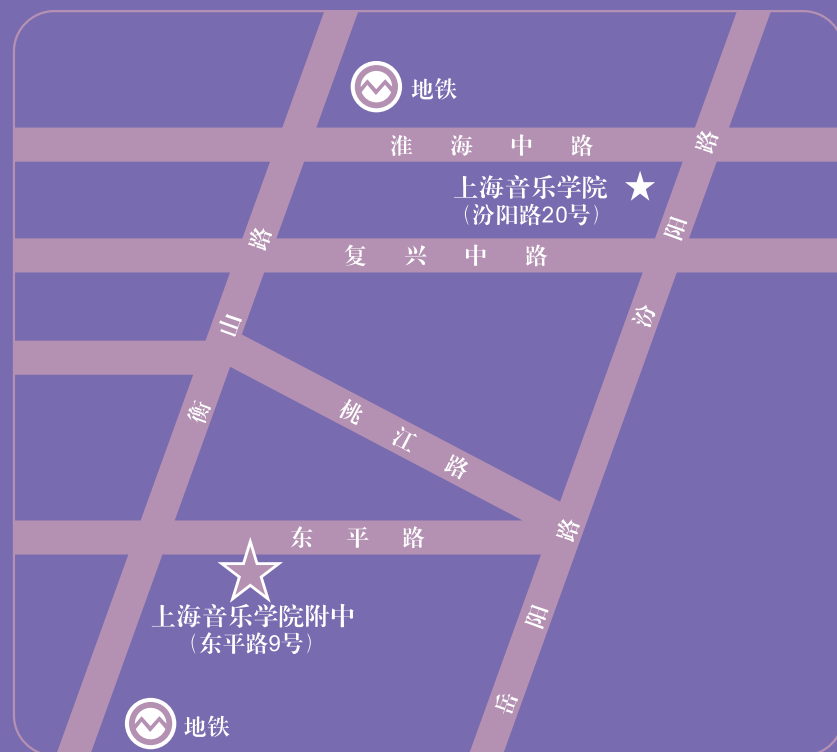 地铁
淮海中路
上海音乐学院
（汾阳路20号）
复兴中路
汾阳路
衡山路
桃江路
东平路
上海音乐学院附中
（东平路9号）
岳阳路
地铁